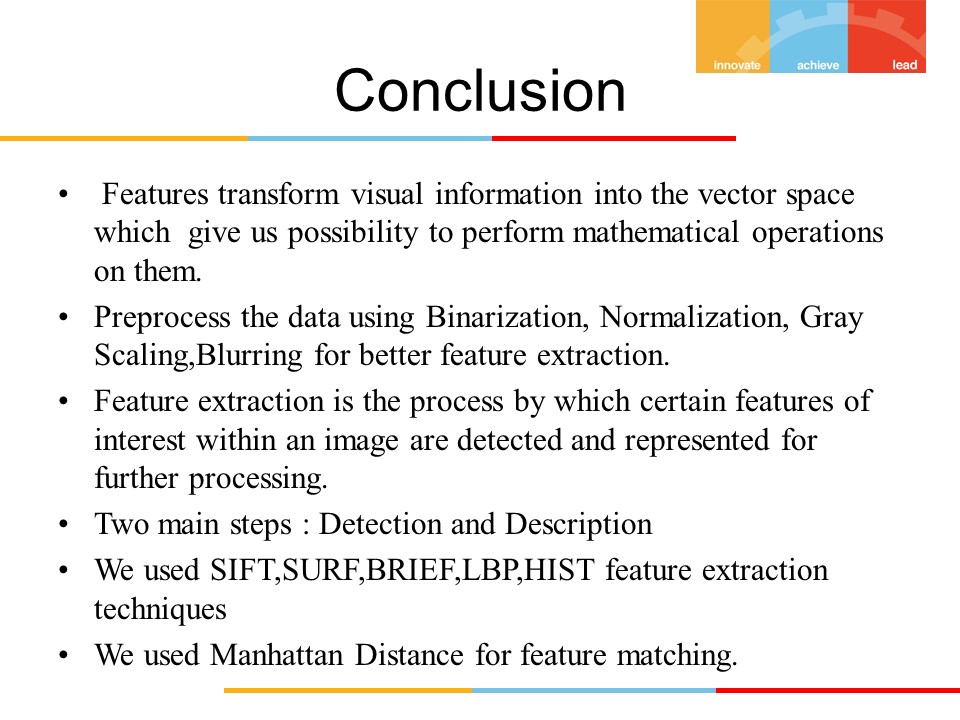 innovate achieve lead
Conclusion
• Features transform visual information into the vector space
which give us possibility to perform mathematical operations
on them.
• Preprocess the data using Binarization, Normalization, Gray
Scaling,Blurring for better feature extraction.
• Feature extraction is the process by which certain features of
interest within an image are detected and represented for
further processing.
• Two main steps : Detection and Description
• We used SIFT,SURF,BRIEF,LBP,HIST feature extraction
techniques
• We used Manhattan Distance for feature matching.